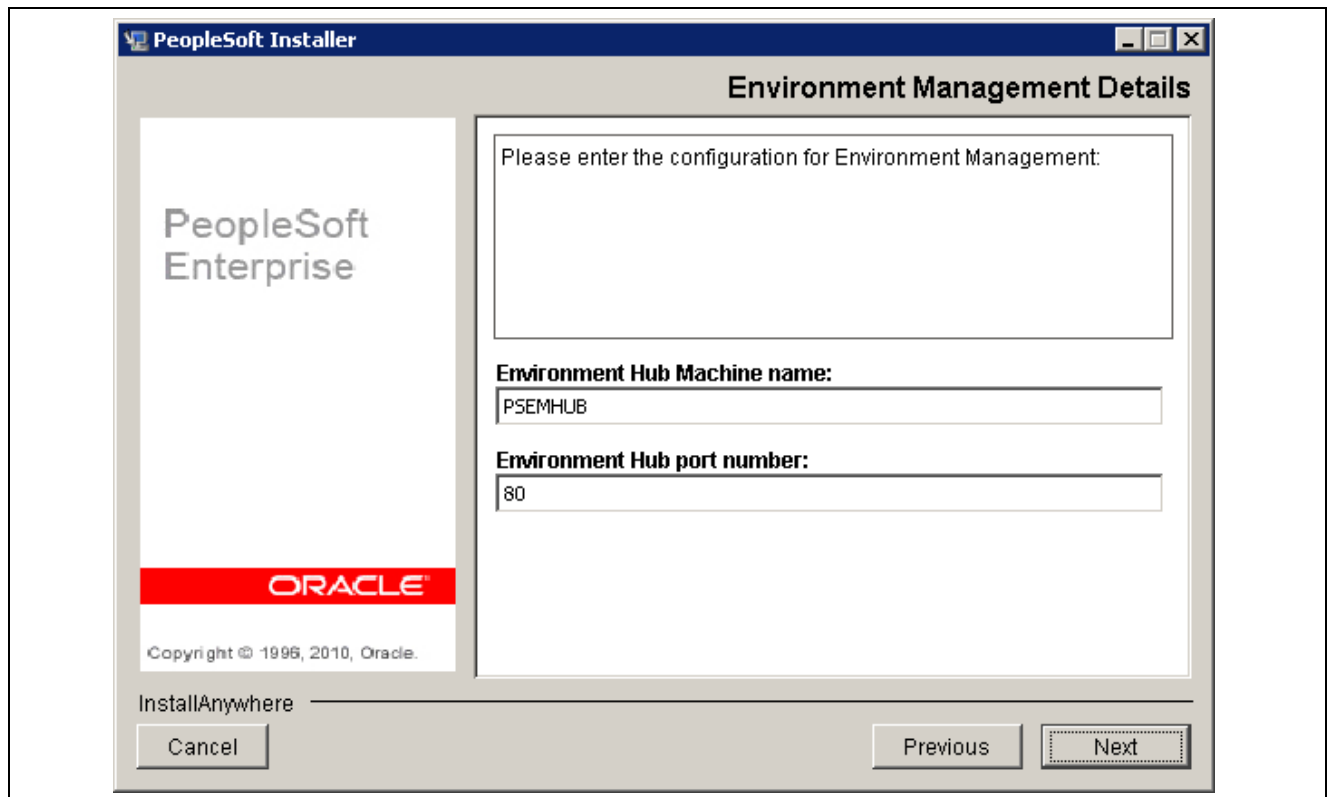 PeopleSoft Installer
Environment Management Details
PeopleSoft
Enterprise
ORACLE
Copyright © 1996, 2010, Oracle.
Please enter the configuration for Environment Management:
Environment Hub Machine name:
PSEMHUB
Environment Hub port number:
80
InstallAnywhere
Cancel
Previous
Next